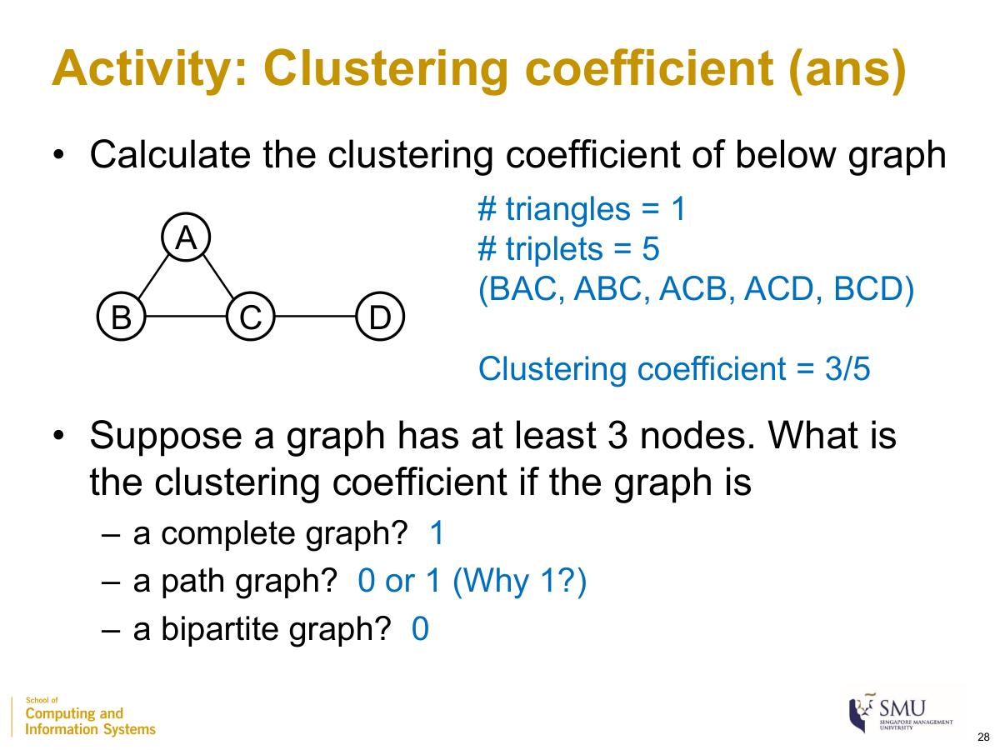 Activity: Clustering coefficient (ans)
• Calculate the clustering coefficient of below graph
# triangles = 1
# triplets = 5
(BAC, ABC, ACB, ACD, BCD)
Clustering coefficient = 3/5
A
B
C
D
• Suppose a graph has at least 3 nodes. What is
the clustering coefficient if the graph is
– a complete graph? 1
– a path graph? 0 or 1 (Why 1?)
– a bipartite graph? 0
School of
Computing and
Information Systems
SMU
SINGAPORE MANAGEMENT
UNIVERSITY
28